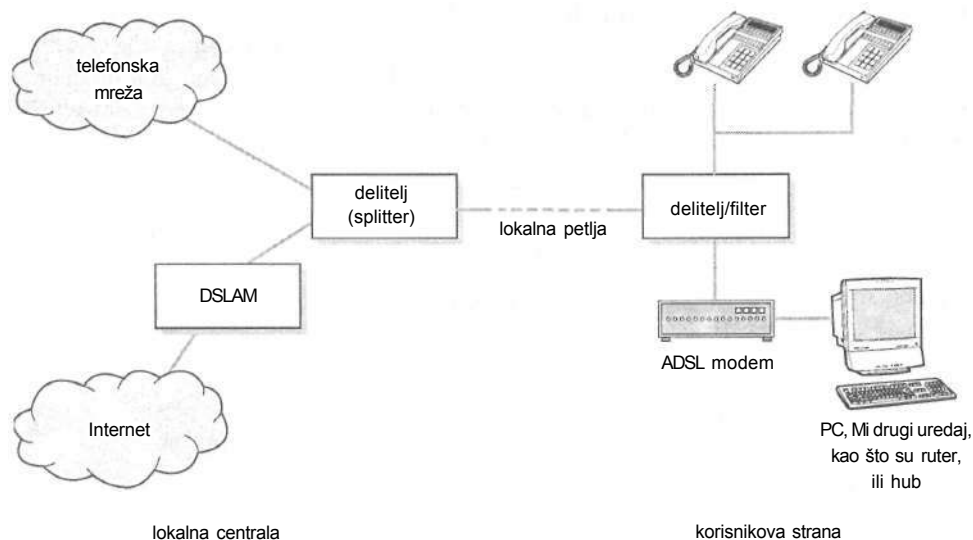 telefonska
mreža
delitelj
(splitter)
lokalna petlja
delitelj/filter
DSLAM
ADSL modem
Internet
PC, Mi drugi uredaj,
kao što su ruter,
ili hub
lokalna centrala
korisnikova strana